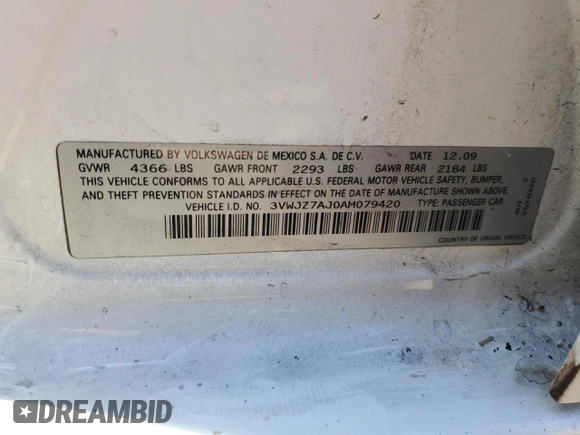 MANUFACTURED BY VOLKSWAGEN DE MEXICO S.A. DE C.V. DATE 12.09
GVWR 4366 LBS GAWR FRONT 2293 LBS GAWR REAR 2184 LBS
THIS VEHICLE CONFORMS TO ALL APPLICABLE FEDERAL MOTOR VEHICLE SAFETY, BUMPER,
AND THEFT PREVENTION STANDARDS IN EFFECT ON THE DATE OF MANUFACTURE SHOWN ABOVE.
VEHICLE I.D. NO. 3VWJZ7AJ0AM079420 TYPE: PASSENGER CAR
COUNTRY OF ORIGIN: MEXICO
DREAMBID